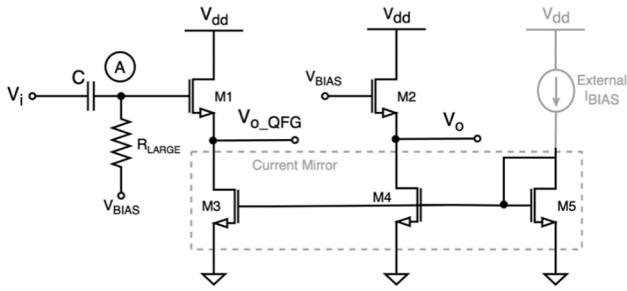 Vdd
Vdd
Vdd
A
C
Vi
M1
VBIAS
M2
External
IBIAS
Vo_QFG
Vo
RLARGE
Current Mirror
VBIAS
M3
M4
M5